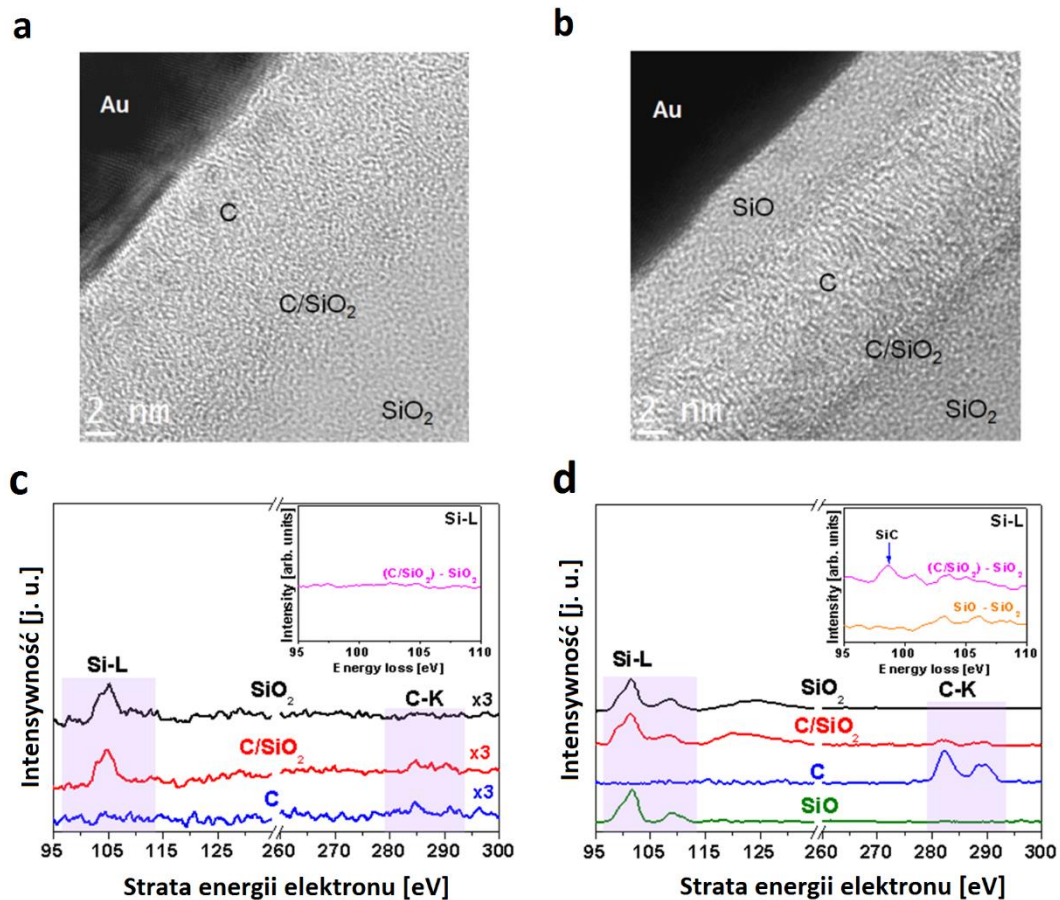 a
Au
C
C/SiO₂
SiO₂
2 nm
b
Au
SiO
C
C/SiO₂
SiO₂
2 nm
c
Intensywność [j. u.]
Si-L
SiO₂
C-K
x3
C/SiO₂
x3
C
x3
95 105 115 125 260 270 280 290 300
Strata energii elektronu [eV]
Intensity [arb. units]
Si-L
(C/SiO₂) - SiO₂
95 100 105 110
Energy loss [eV]
d
Intensywność [j. u.]
Si-L
SiO₂
C-K
C/SiO₂
C
SiO
95 105 115 125 260 270 280 290 300
Strata energii elektronu [eV]
Intensity [arb. units]
Si-L
SiC
(C/SiO₂) - SiO₂
SiO - SiO₂
95 100 105 110
Energy loss [eV]